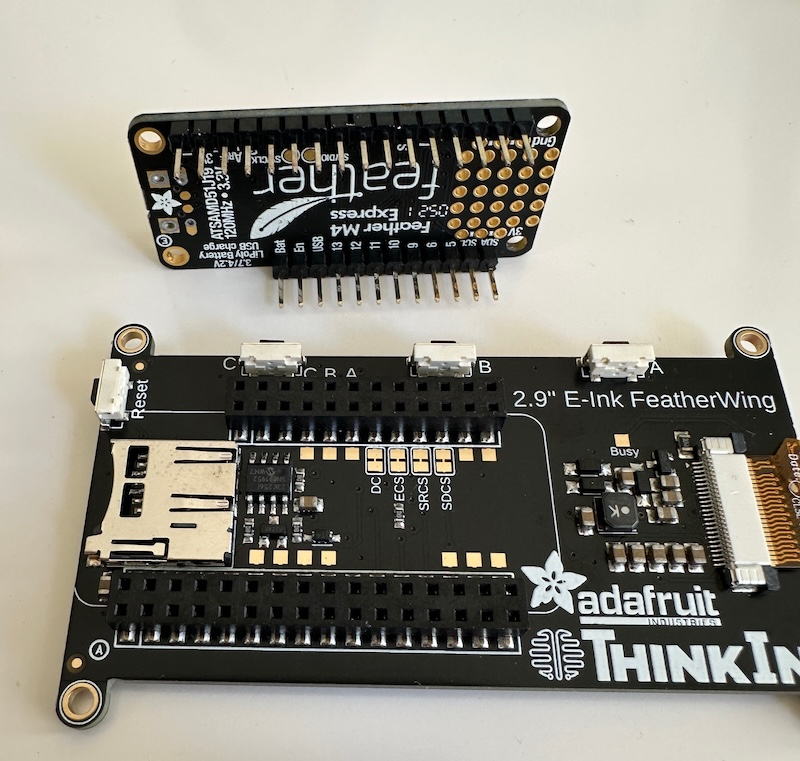 ATSAMD51J19
120MHz • 3.3V
feather
Feather M4
Express
0521
3.7/4.2V
LiPoly Battery
USB charge
Gnd
3V
Bat
En
USB
13
12
11
10
9
6
5
SCL
SDA
C
B
A
Reset
C B A
2.9" E-Ink FeatherWing
Busy
DC
ECS
SRCS
SDCS
K
A
adafruit
INDUSTRIES
THINKIN